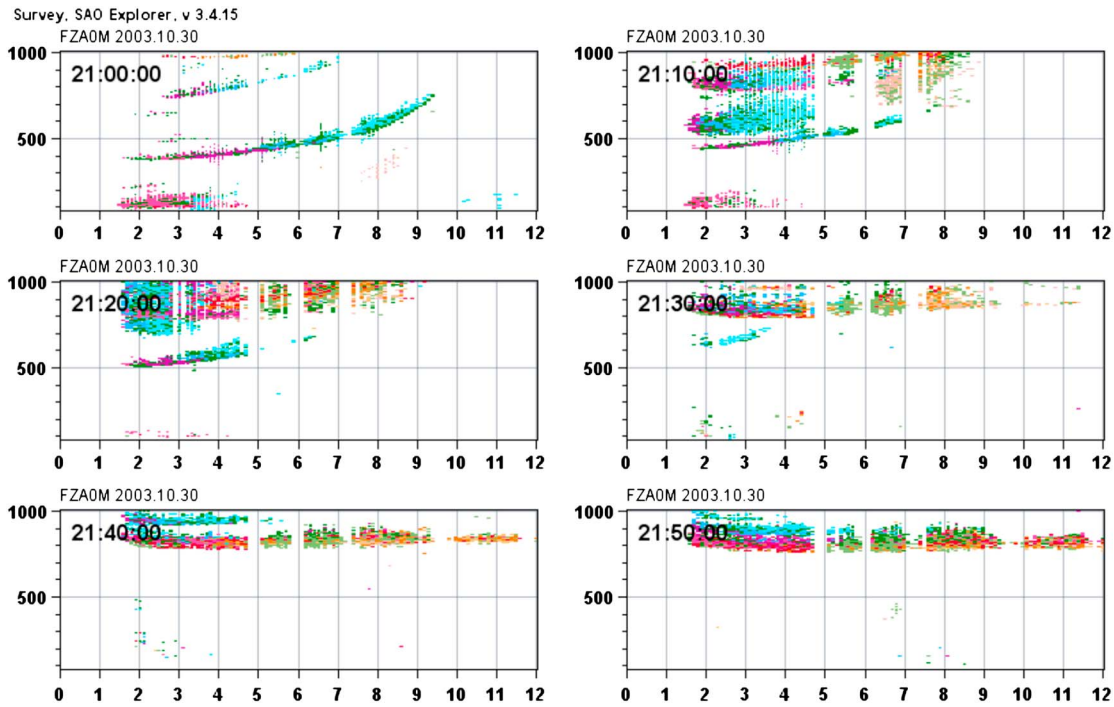 Survey, SAO Explorer, v 3.4.15
FZA0M 2003.10.30 FZA0M 2003.10.30
1000 21:00:00 1000 21:10:00
500 500
0 1 2 3 4 5 6 7 8 9 10 11 12 0 1 2 3 4 5 6 7 8 9 10 11 12
FZA0M 2003.10.30 FZA0M 2003.10.30
1000 21:20:00 1000 21:30:00
500 500
0 1 2 3 4 5 6 7 8 9 10 11 12 0 1 2 3 4 5 6 7 8 9 10 11 12
FZA0M 2003.10.30 FZA0M 2003.10.30
1000 21:40:00 1000 21:50:00
500 500
0 1 2 3 4 5 6 7 8 9 10 11 12 0 1 2 3 4 5 6 7 8 9 10 11 12